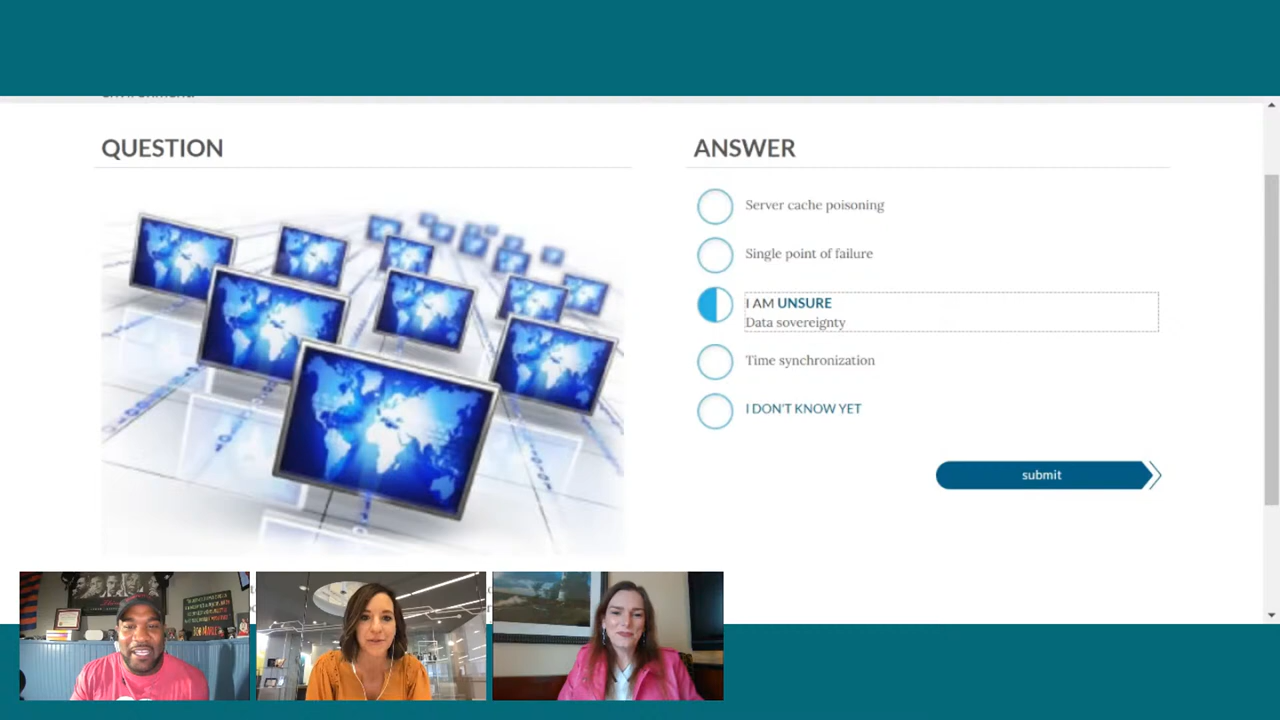 QUESTION
ANSWER
Server cache poisoning
Single point of failure
I AM UNSURE
Data sovereignty
Time synchronization
I DON'T KNOW YET
submit